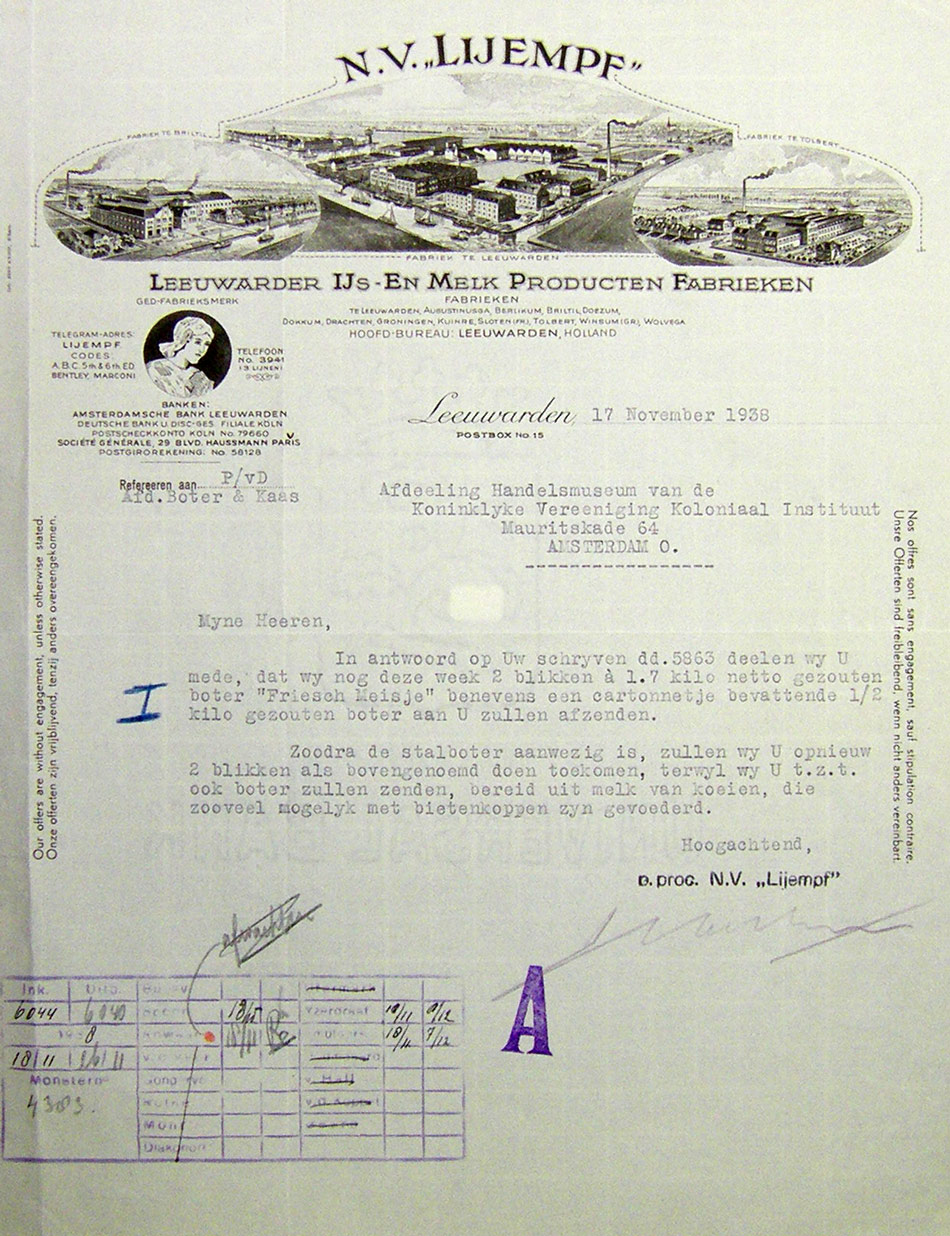 N.V. „LIJEMPF”
FABRIEK TE BRILTIL
FABRIEK TE TOLBERT
FABRIEK TE LEEUWARDEN
LEEUWARDER IJS-EN MELK PRODUCTEN FABRIEKEN
GED-FABRIEKSMERK
TELEGRAM-ADRES:
LIJEMPF.
CODES:
A.B.C. 5th & 6th ED.
BENTLEY, MARCONI
TELEFOON
No. 3941
(3 LIJNEN)
FABRIEKEN
TE LEEUWARDEN, AUGUSTINUSGA, BERLIKUM, BRILTIL, DOEZUM,
DOKKUM, DRACHTEN, GRONINGEN, KUINRE, SLOTEN (FR), TOLBERT, WINSUM (GR), WOLVEGA
HOOFD-BUREAU: LEEUWARDEN, HOLLAND
BANKEN:
AMSTERDAMSCHE BANK LEEUWARDEN
DEUTSCHE BANK U. DISC-GES. FILIALE KÖLN
POSTSCHECKKONTO KÖLN No. 79660
SOCIÉTÉ GÉNÉRALE, 29 BLVD. HAUSSMANN PARIS
POSTGIROREKENING: No. 58128
Leeuwarden, 17 November 1938
POSTBOX No. 15
Refereeren aan P/vD
Afd. Boter & Kaas
Afdeeling Handelsmuseum van de
Koninklyke Vereeniging Koloniaal Instituut
Mauritskade 64
AMSTERDAM O.
Our offers are without engagement, unless otherwise stated.
Onze offerten zijn vrijblijvend, tenzij anders overeengekomen.
Nos offres sont sans engagement, sauf stipulation contraire.
Unsre Offerten sind freibleibend, wenn nicht anders vereinbart.
Myne Heeren,
In antwoord op Uw schryven dd.5863 deelen wy U
mede, dat wy nog deze week 2 blikken à 1.7 kilo netto gezouten
boter "Friesch Meisje" benevens een cartonnetje bevattende 1/2
kilo gezouten boter aan U zullen afzenden.
I
Zoodra de stalboter aanwezig is, zullen wy U opnieuw
2 blikken als bovengenoemd doen toekomen, terwyl wy U t.z.t.
ook boter zullen zenden, bereid uit melk van koeien, die
zooveel mogelyk met bietenkoppen zyn gevoederd.
Hoogachtend,
p. proc. N.V. „Lijempf”
A
Ink.
6044 6040
8
18/11
Monsters
4383.
18/11 7/12
v. Hall